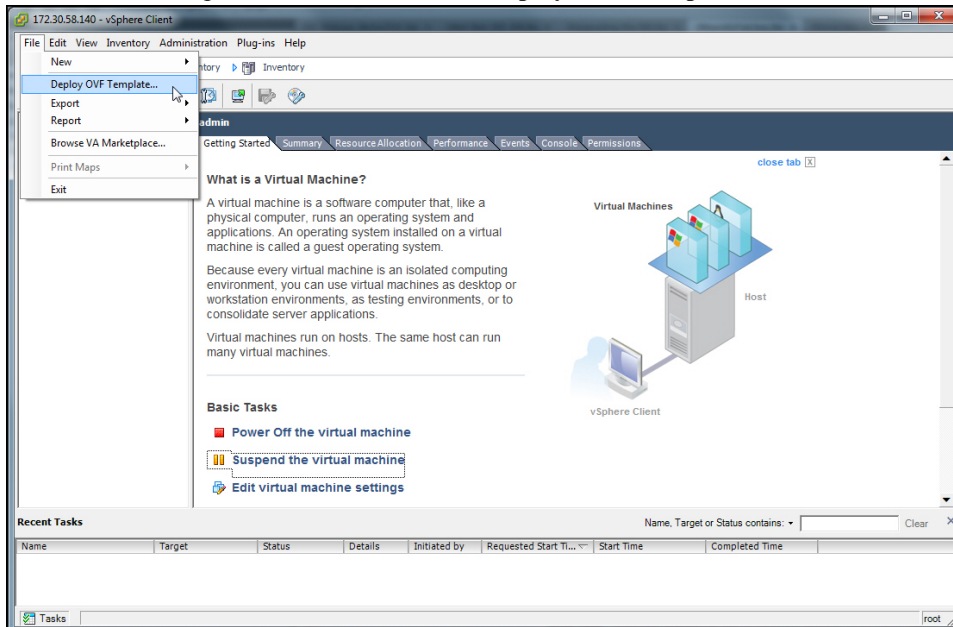 172.30.58.140 - vSphere Client
File Edit View Inventory Administration Plug-ins Help
New
Inventory
Deploy OVF Template...
Export
Report
Browse VA Marketplace...
Print Maps
Exit
admin
Getting Started Summary Resource Allocation Performance Events Console Permissions
close tab X
What is a Virtual Machine?
A virtual machine is a software computer that, like a
physical computer, runs an operating system and
applications. An operating system installed on a virtual
machine is called a guest operating system.
Because every virtual machine is an isolated computing
environment, you can use virtual machines as desktop or
workstation environments, as testing environments, or to
consolidate server applications.
Virtual machines run on hosts. The same host can run
many virtual machines.
Virtual Machines
Host
vSphere Client
Basic Tasks
Power Off the virtual machine
Suspend the virtual machine
Edit virtual machine settings
Recent Tasks
Name, Target or Status contains:
Clear
Name Target Status Details Initiated by Requested Start Ti... Start Time Completed Time
Tasks
root